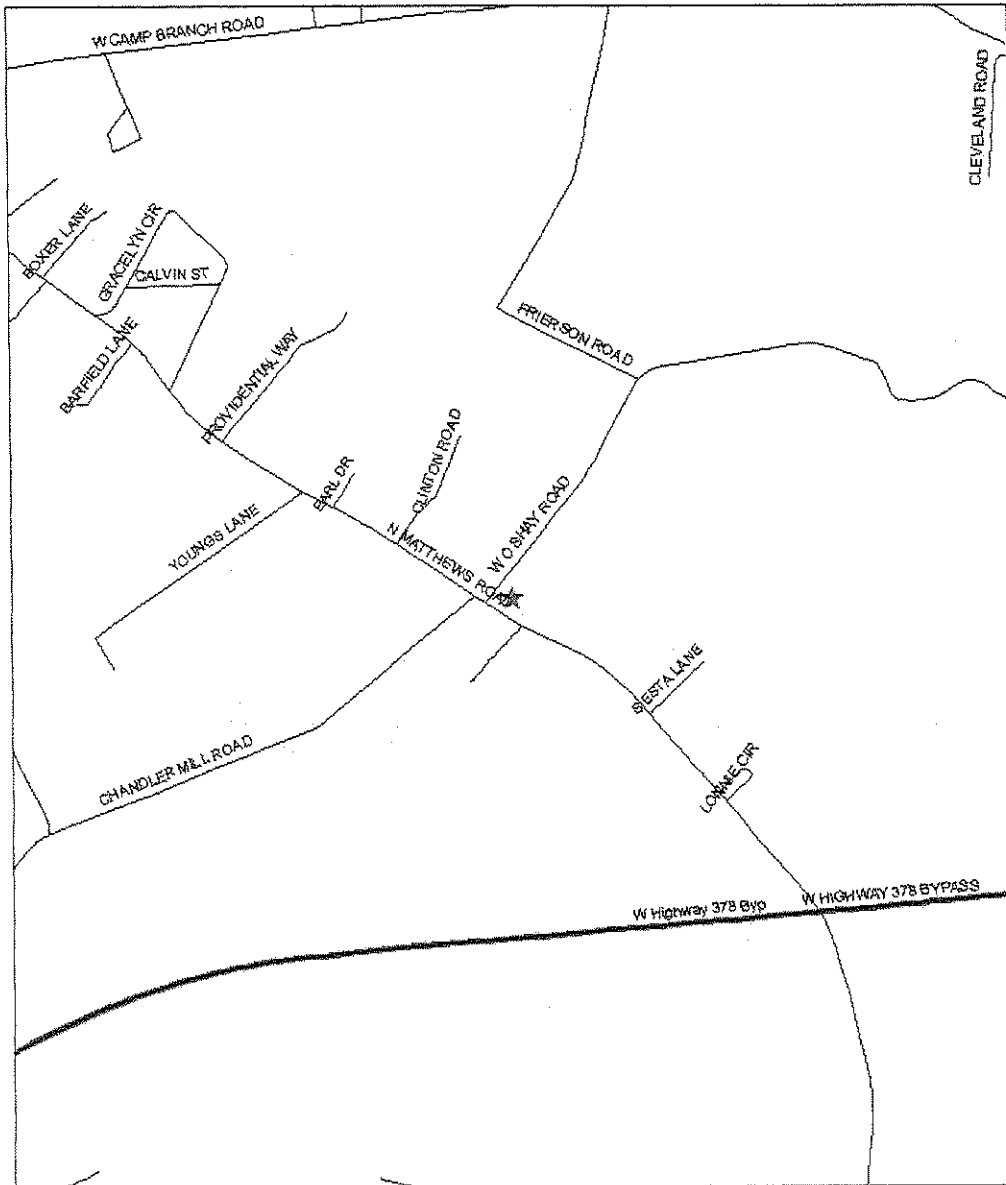 W CAMP BRANCH ROAD
CLEVELAND ROAD
BOXER LANE
GRACELYN CIR
CALVIN ST
BARFIELD LANE
PROVIDENTIAL WAY
FRIERSON ROAD
EARL DR
CLINTON ROAD
YOUNGS LANE
N MATTHEWS ROAD
W O SHAY ROAD
SIESTA LANE
CHANDLER MILL ROAD
LONNIE CIR
W Highway 378 Byp
W HIGHWAY 378 BYPASS